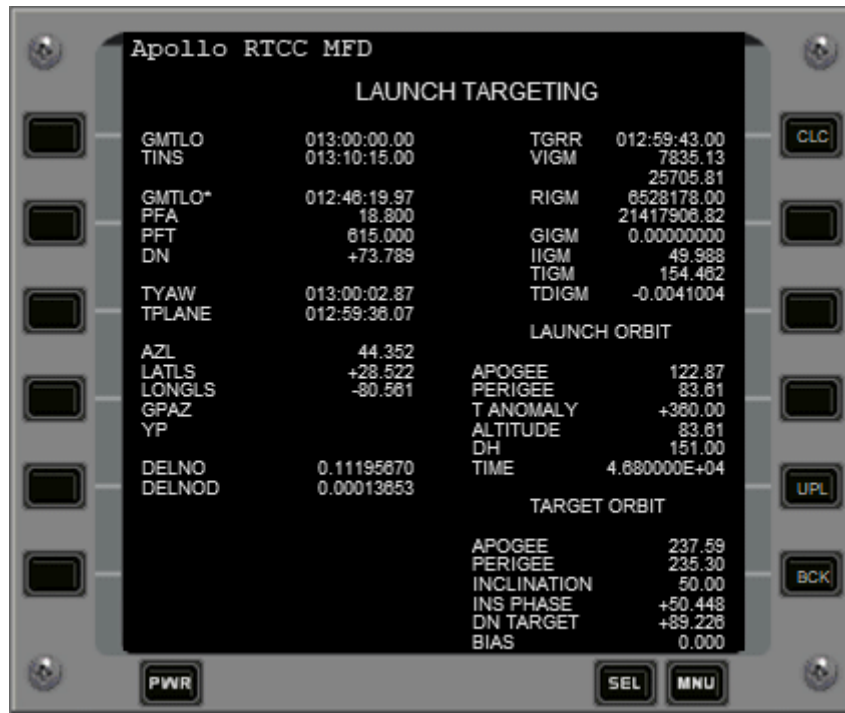 Apollo RTCC MFD
LAUNCH TARGETING
GMTLO 013:00:00.00
TINS 013:10:15.00
GMTLO* 012:46:19.97
PFA 18.800
PFT 615.000
DN +73.789
TYAW 013:00:02.87
TPLANE 012:59:36.07
AZL 44.352
LATLS +28.522
LONGLS -80.561
GPAZ
YP
DELNO 0.11195670
DELNOD 0.00013653
TGRR 012:59:43.00
VIGM 7835.13
25705.81
RIGM 6528178.00
21417906.82
GIGM 0.00000000
IIGM 49.988
TIGM 154.462
TDIGM -0.0041004
LAUNCH ORBIT
APOGEE 122.87
PERIGEE 83.61
T ANOMALY +360.00
ALTITUDE 83.61
DH 151.00
TIME 4.680000E+04
TARGET ORBIT
APOGEE 237.59
PERIGEE 235.30
INCLINATION 50.00
INS PHASE +50.448
DN TARGET +89.226
BIAS 0.000
CLC
UPL
BCK
PWR
SEL
MNU